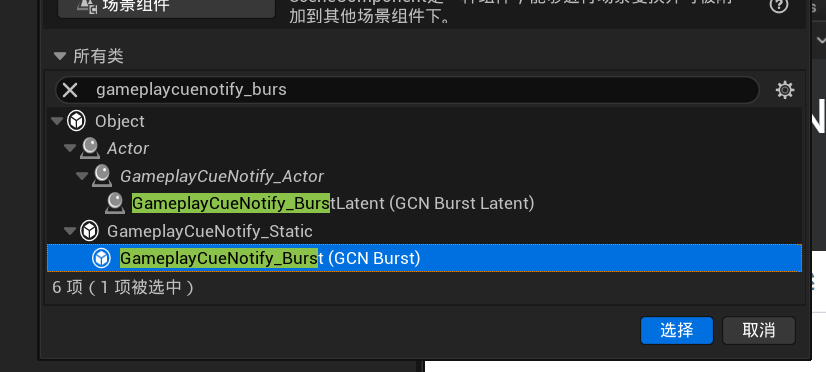 场景组件
加到其他场景组件下。
所有类
gameplaycuenotify_burs
Object
Actor
GameplayCueNotify_Actor
GameplayCueNotify_BurstLatent (GCN Burst Latent)
GameplayCueNotify_Static
GameplayCueNotify_Burst (GCN Burst)
6 项（1 项被选中）
选择
取消